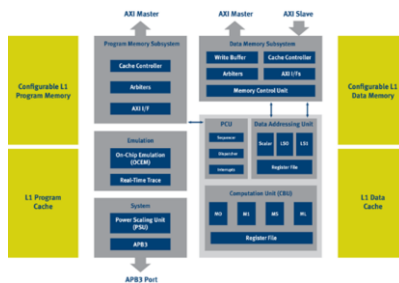 AXI Master
AXI Master
AXI Slave
Configurable L1
Program Memory
L1 Program
Cache
Program Memory Subsystem
Cache Controller
Arbiters
AXI I/F
Emulation
On-Chip Emulation
(OCEM)
Real-Time Trace
System
Power Scaling Unit
(PSU)
APB3
APB3 Port
Data Memory Subsystem
Write Buffer
Cache Controller
Arbiters
AXI I/Fs
Memory Control Unit
PCU
Sequencer
Dispatcher
Interrupts
Data Addressing Unit
Scalar
LS0
LS1
Register File
Computation Unit (CBU)
M0
M1
Register File
Configurable L1
Data Memory
L1 Data
Cache